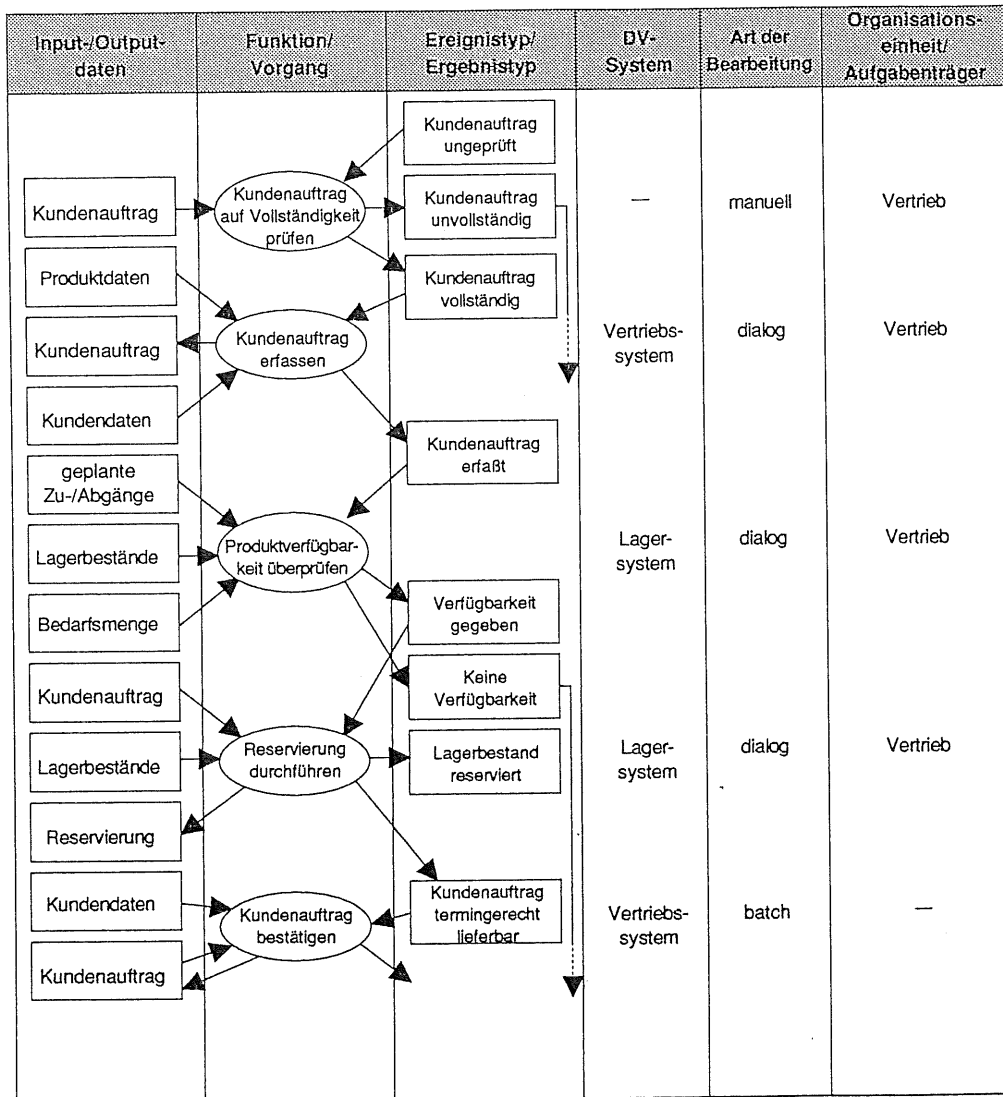 Input-/Output-
daten
Funktion/
Vorgang
Ereignistyp/
Ergebnistyp
DV-
System
Art der
Bearbeitung
Organisations-
einheit/
Aufgabenträger
Kundenauftrag
ungeprüft
Kundenauftrag
Kundenauftrag
auf Vollständigkeit
prüfen
Kundenauftrag
unvollständig
—
manuell
Vertrieb
Produktdaten
Kundenauftrag
vollständig
Kundenauftrag
Kundenauftrag
erfassen
Vertriebs-
system
dialog
Vertrieb
Kundendaten
Kundenauftrag
erfaßt
geplante
Zu-/Abgänge
Lagerbestände
Produktverfügbar-
keit überprüfen
Lager-
system
dialog
Vertrieb
Bedarfsmenge
Verfügbarkeit
gegeben
Kundenauftrag
Keine
Verfügbarkeit
Lagerbestände
Reservierung
durchführen
Lagerbestand
reserviert
Lager-
system
dialog
Vertrieb
Reservierung
Kundendaten
Kundenauftrag
bestätigen
Kundenauftrag
termingerecht
lieferbar
Vertriebs-
system
batch
—
Kundenauftrag